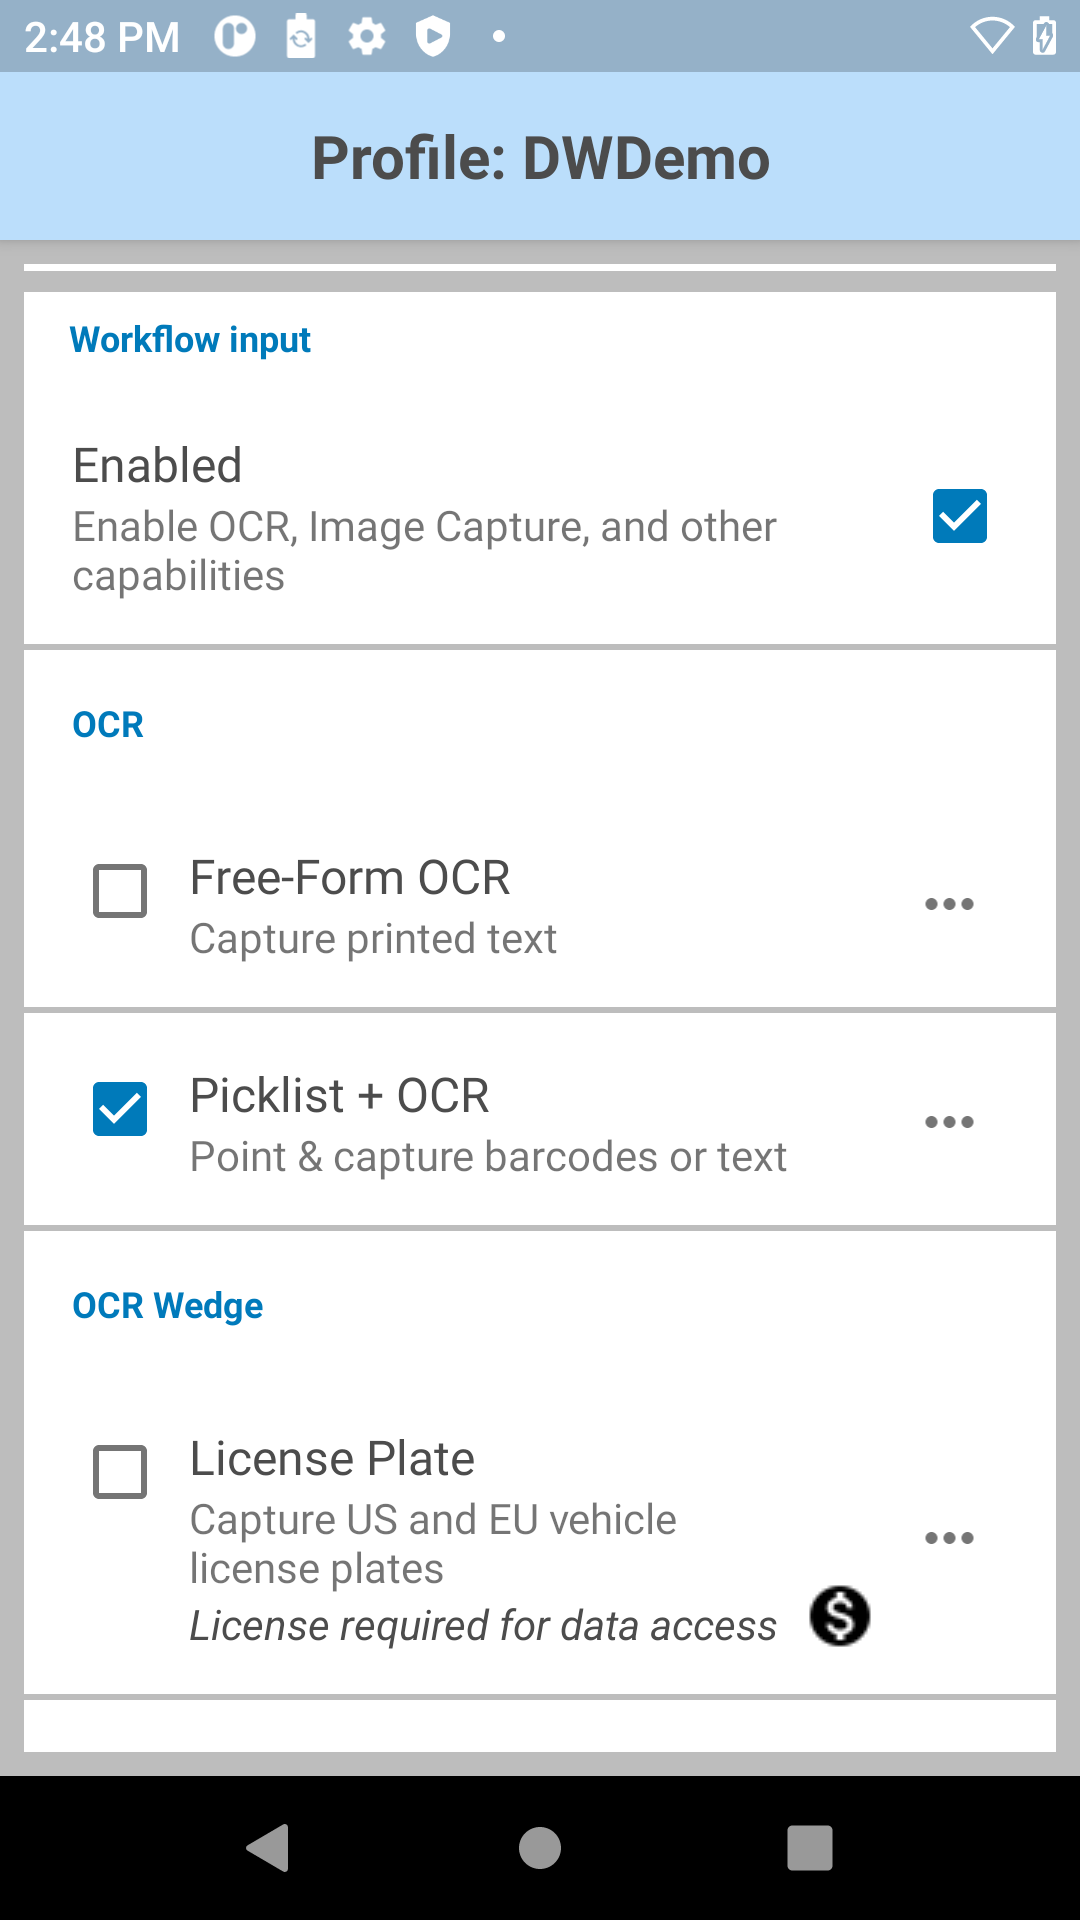 2:48 PM
Profile: DWDemo
Workflow input
Enabled
Enable OCR, Image Capture, and other
capabilities
OCR
Free-Form OCR
Capture printed text
Picklist + OCR
Point & capture barcodes or text
OCR Wedge
License Plate
Capture US and EU vehicle
license plates
License required for data access